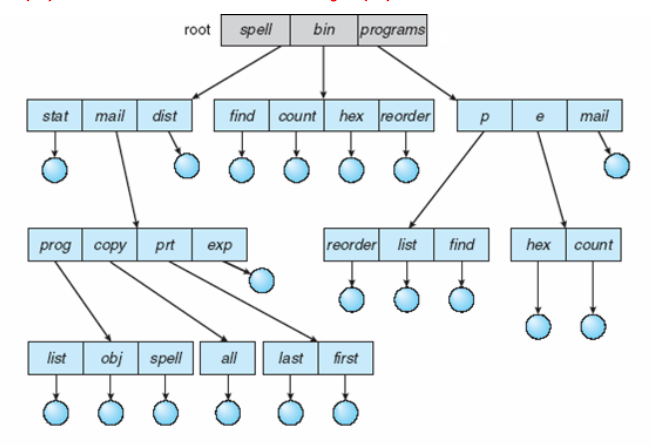 root spell bin programs
stat mail dist find count hex reorder p e mail
prog copy prt exp reorder list find hex count
list obj spell all last first